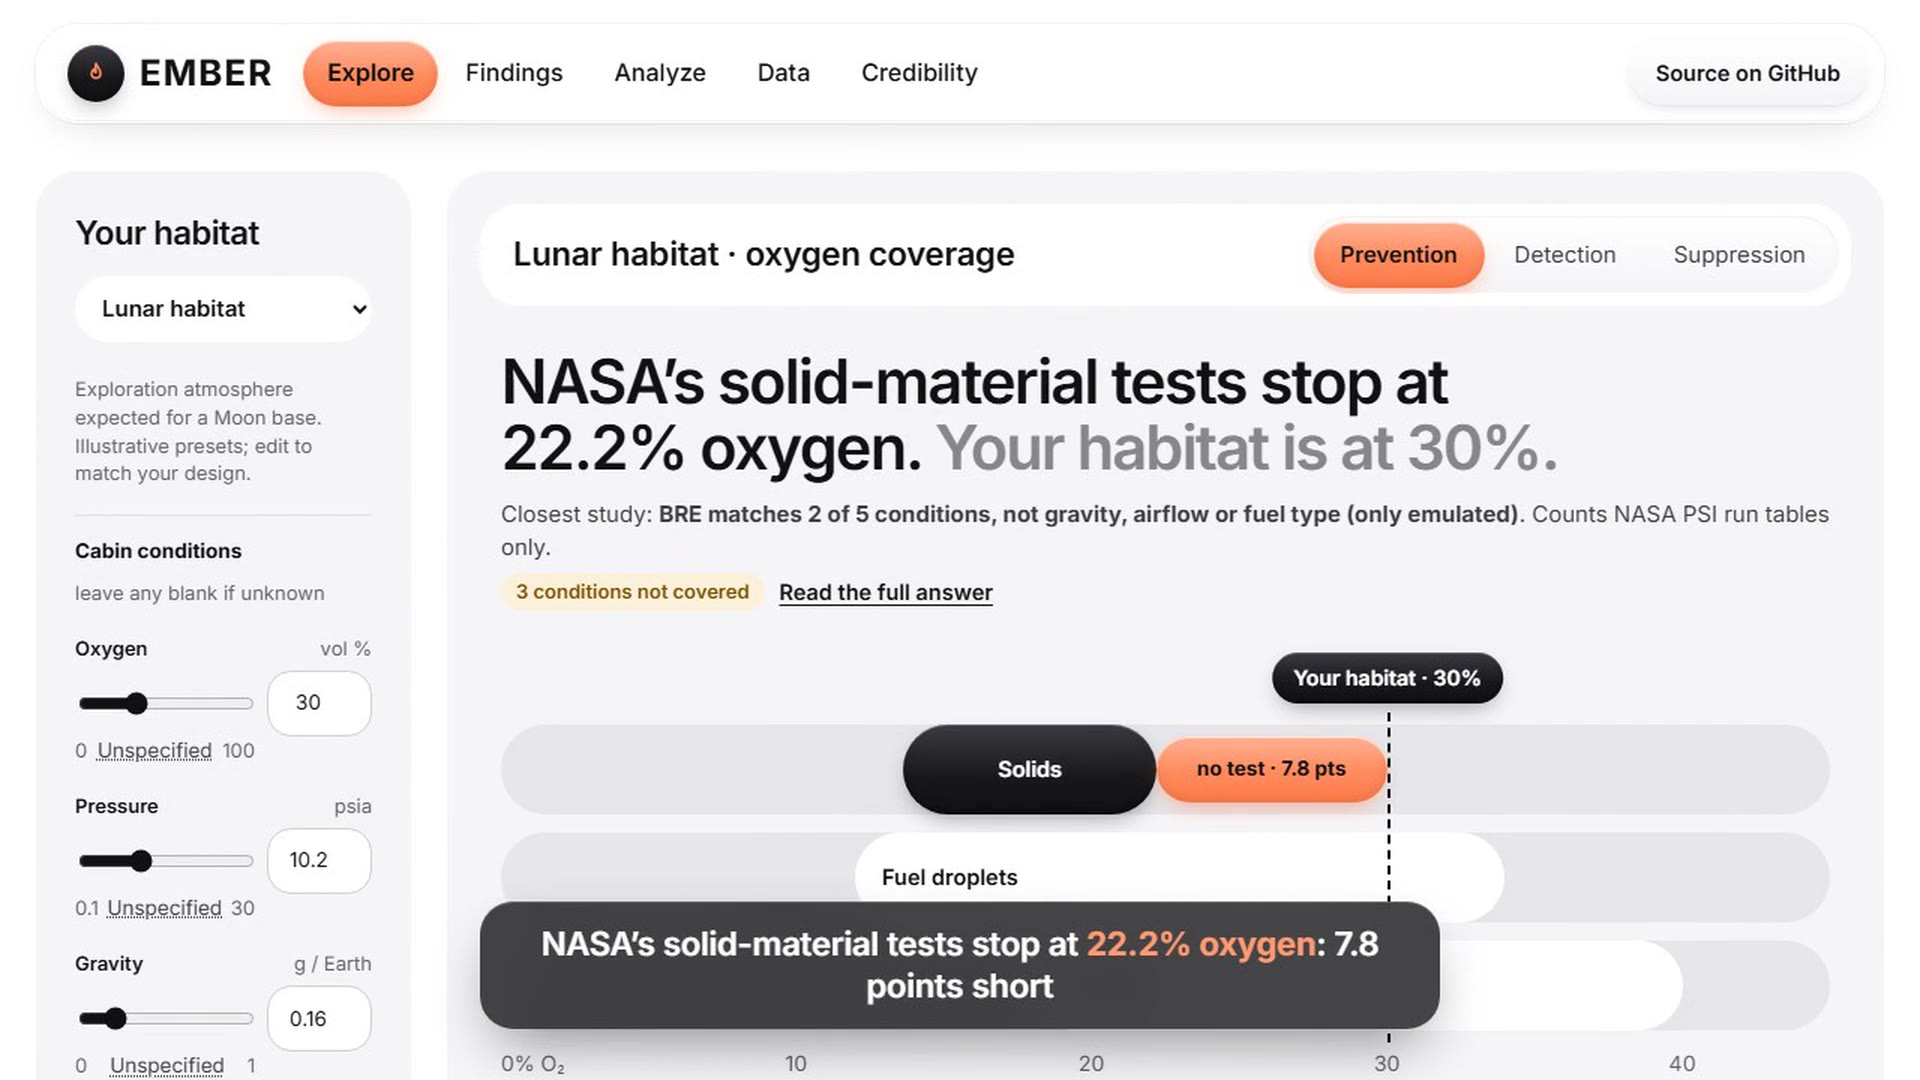 EMBER
Explore
Findings
Analyze
Data
Credibility
Source on GitHub
Your habitat
Lunar habitat
Exploration atmosphere
expected for a Moon base.
Illustrative presets; edit to
match your design.
Cabin conditions
leave any blank if unknown
Oxygen vol %
30
0 Unspecified 100
Pressure psia
10.2
0.1 Unspecified 30
Gravity g / Earth
0.16
0 Unspecified 1
Lunar habitat · oxygen coverage
Prevention
Detection
Suppression
NASA’s solid-material tests stop at
22.2% oxygen. Your habitat is at 30%.
Closest study: BRE matches 2 of 5 conditions, not gravity, airflow or fuel type (only emulated). Counts NASA PSI run tables
only.
3 conditions not covered
Read the full answer
Your habitat · 30%
Solids
no test · 7.8 pts
Fuel droplets
NASA’s solid-material tests stop at 22.2% oxygen: 7.8
points short
0% O₂ 10 20 30 40